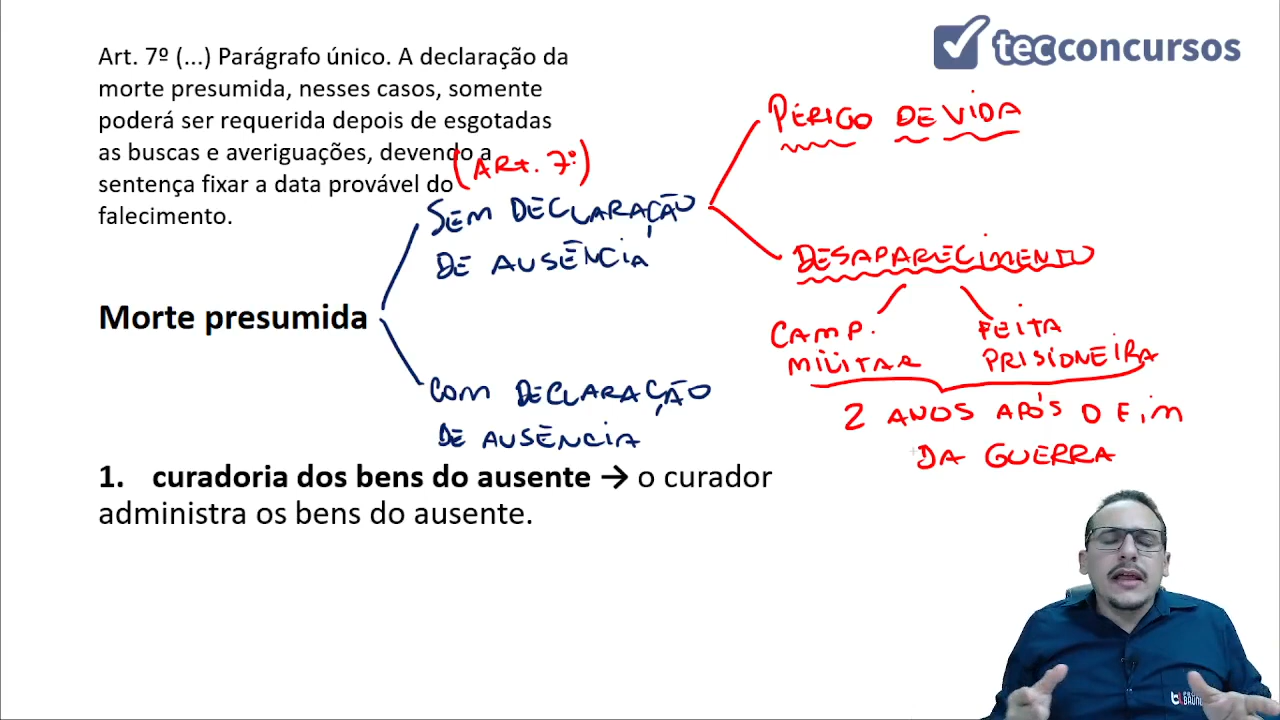 Art. 7º (...) Parágrafo único. A declaração da
morte presumida, nesses casos, somente
poderá ser requerida depois de esgotadas
as buscas e averiguações, devendo a
sentença fixar a data provável do
falecimento.
tecconcursos
(ART. 7º)
SEM DECLARAÇÃO
DE AUSÊNCIA
PERIGO DE VIDA
DESAPARECIMENTO
CAMP.
MILITAR
FEITA
PRISIONEIRA
2 ANOS APÓS O FIM
DA GUERRA
Morte presumida
COM DECLARAÇÃO
DE AUSÊNCIA
1. curadoria dos bens do ausente → o curador
administra os bens do ausente.